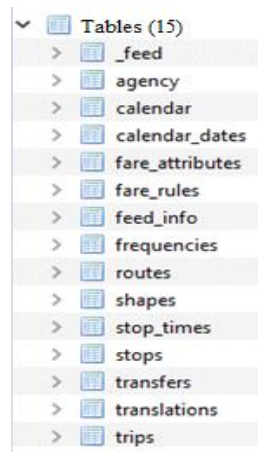 Tables (15)
_feed
agency
calendar
calendar_dates
fare_attributes
fare_rules
feed_info
frequencies
routes
shapes
stop_times
stops
transfers
translations
trips